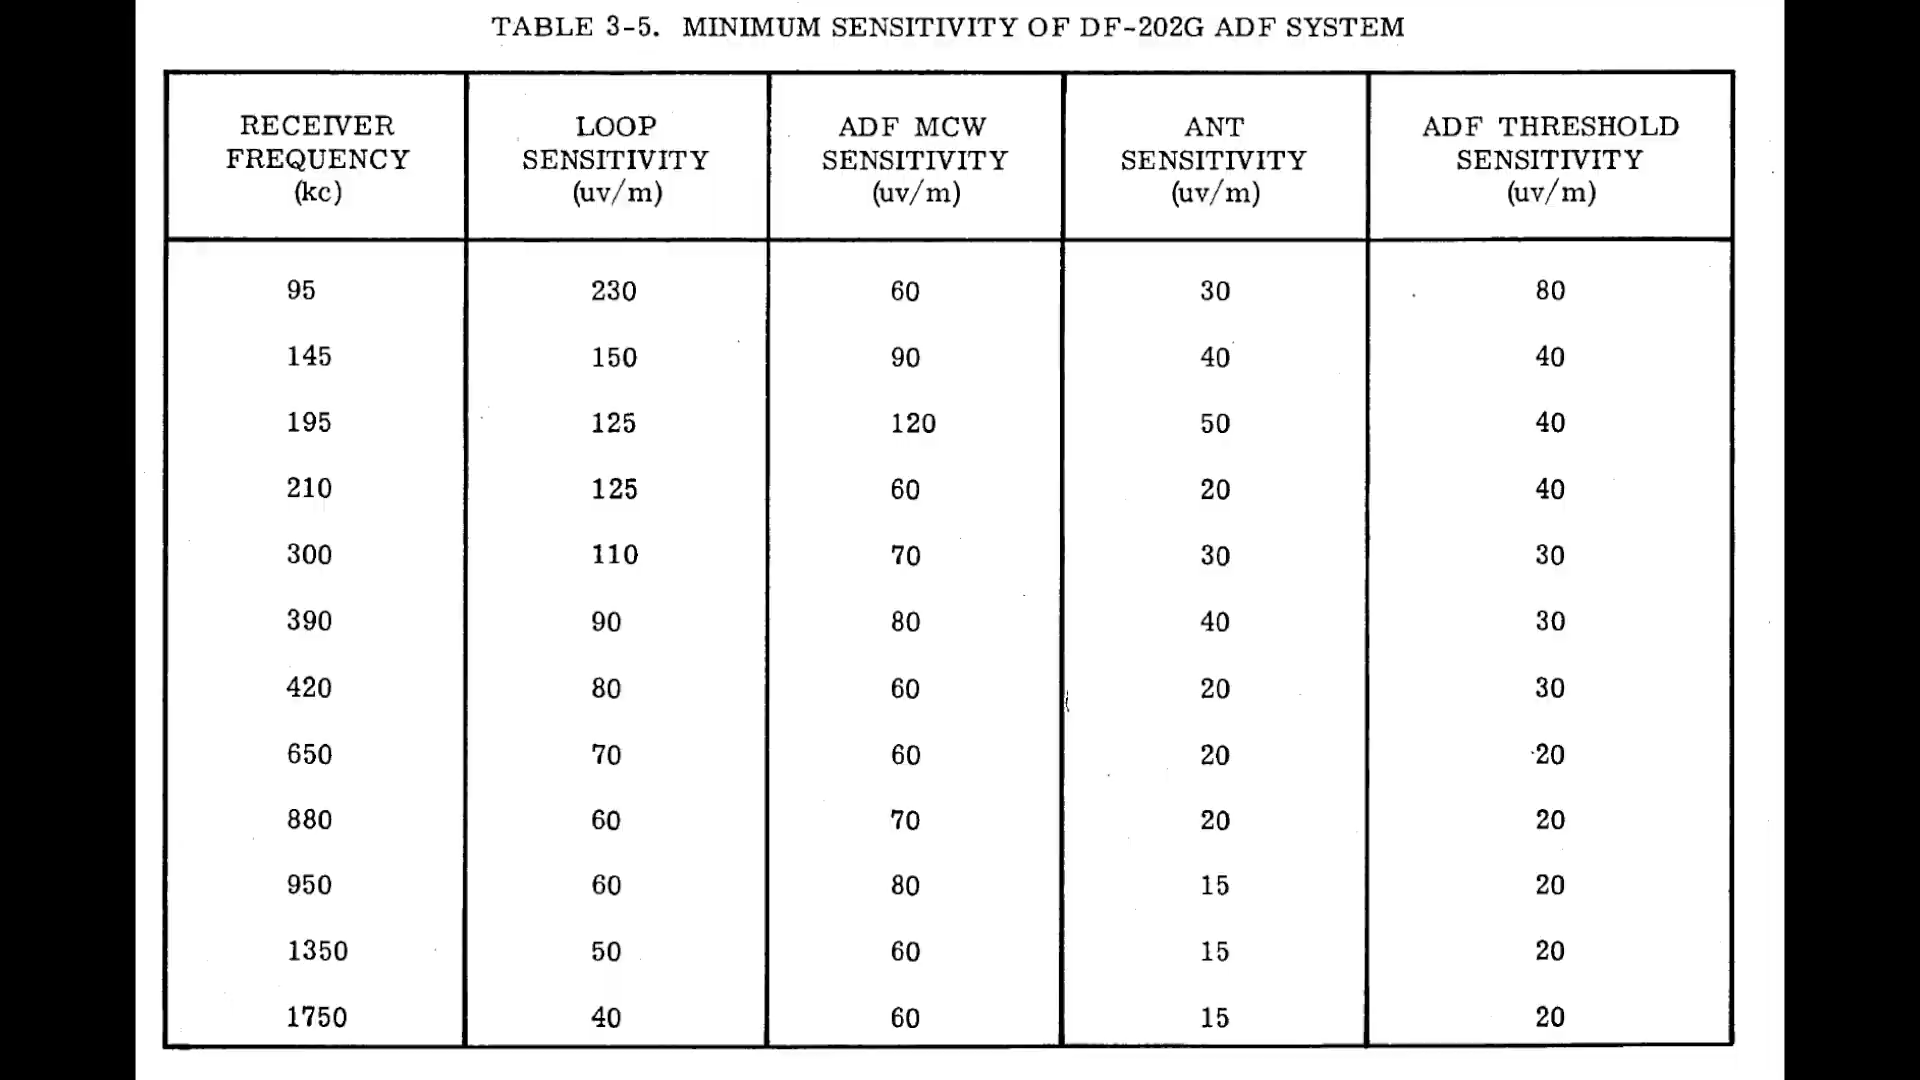 TABLE 3-5. MINIMUM SENSITIVITY OF DF-202G ADF SYSTEM
RECEIVER FREQUENCY (kc) LOOP SENSITIVITY (uv/m) ADF MCW SENSITIVITY (uv/m) ANT SENSITIVITY (uv/m) ADF THRESHOLD SENSITIVITY (uv/m)
95 230 60 30 80
145 150 90 40 40
195 125 120 50 40
210 125 60 20 40
300 110 70 30 30
390 90 80 40 30
420 80 60 20 30
650 70 60 20 20
880 60 70 20 20
950 60 80 15 20
1350 50 60 15 20
1750 40 60 15 20